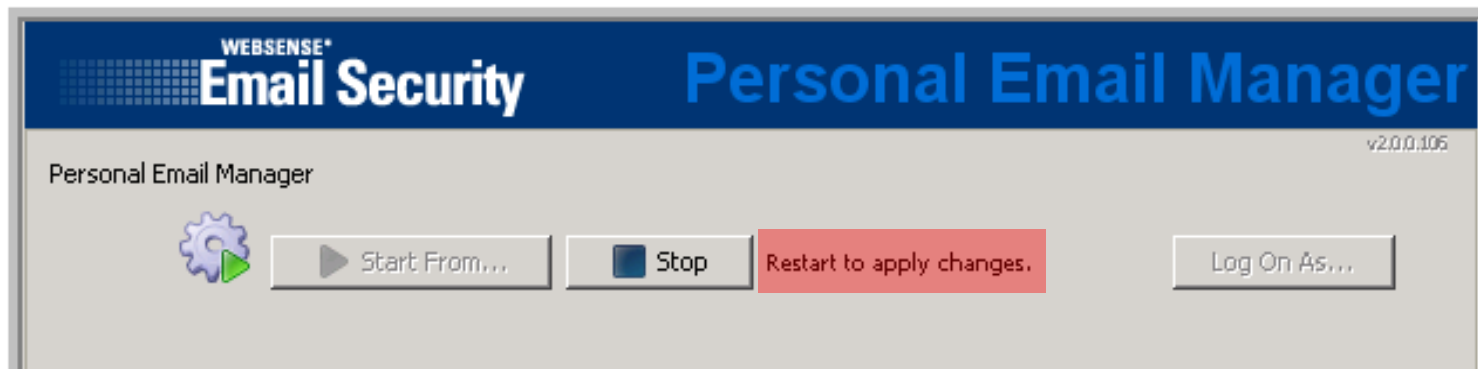 WEBSENSE®
Email Security
Personal Email Manager
v2.0.0.106
Personal Email Manager
Start From...
Stop
Restart to apply changes.
Log On As...